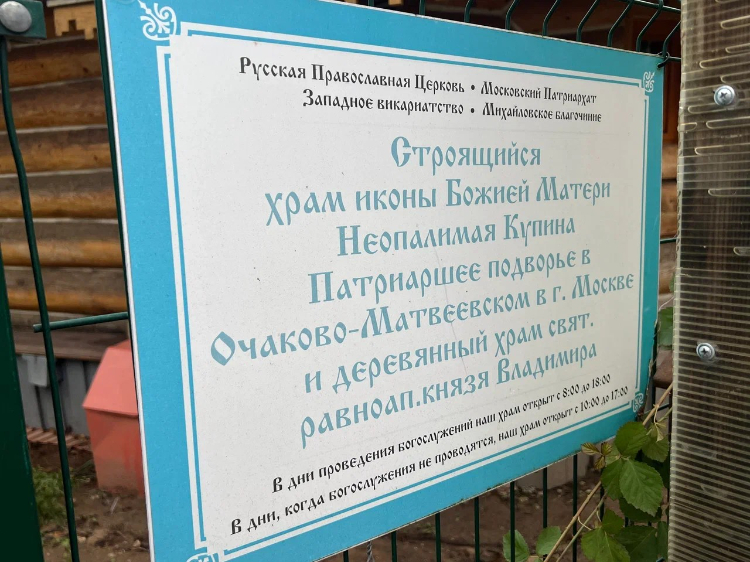 Русская Православная Церковь • Московский Патриархат
Западное викариатство • Михайловское благочиние
Строящийся
храм иконы Божией Матери
Неопалимая Купина
Патриаршее подворье в
Очаково-Матвеевском в г. Москве
и деревянный храм свят.
равноап.князя Владимира
В дни проведения богослужений наш храм открыт с 8:00 до 18:00
В дни, когда богослужения не проводятся, наш храм открыт с 10:00 до 17:00